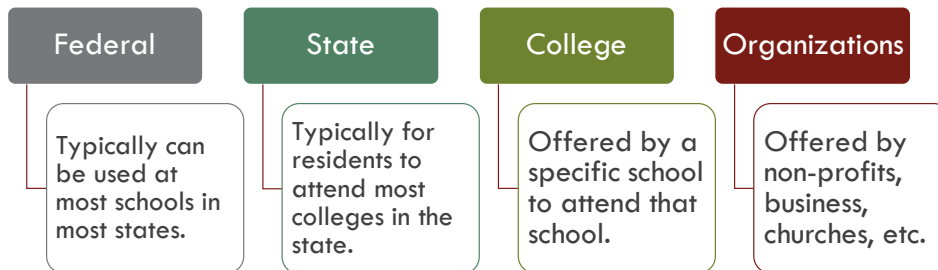 Federal
Typically can
be used at
most schools in
most states.
State
Typically for
residents to
attend most
colleges in the
state.
College
Offered by a
specific school
to attend that
school.
Organizations
Offered by
non-profits,
business,
churches, etc.